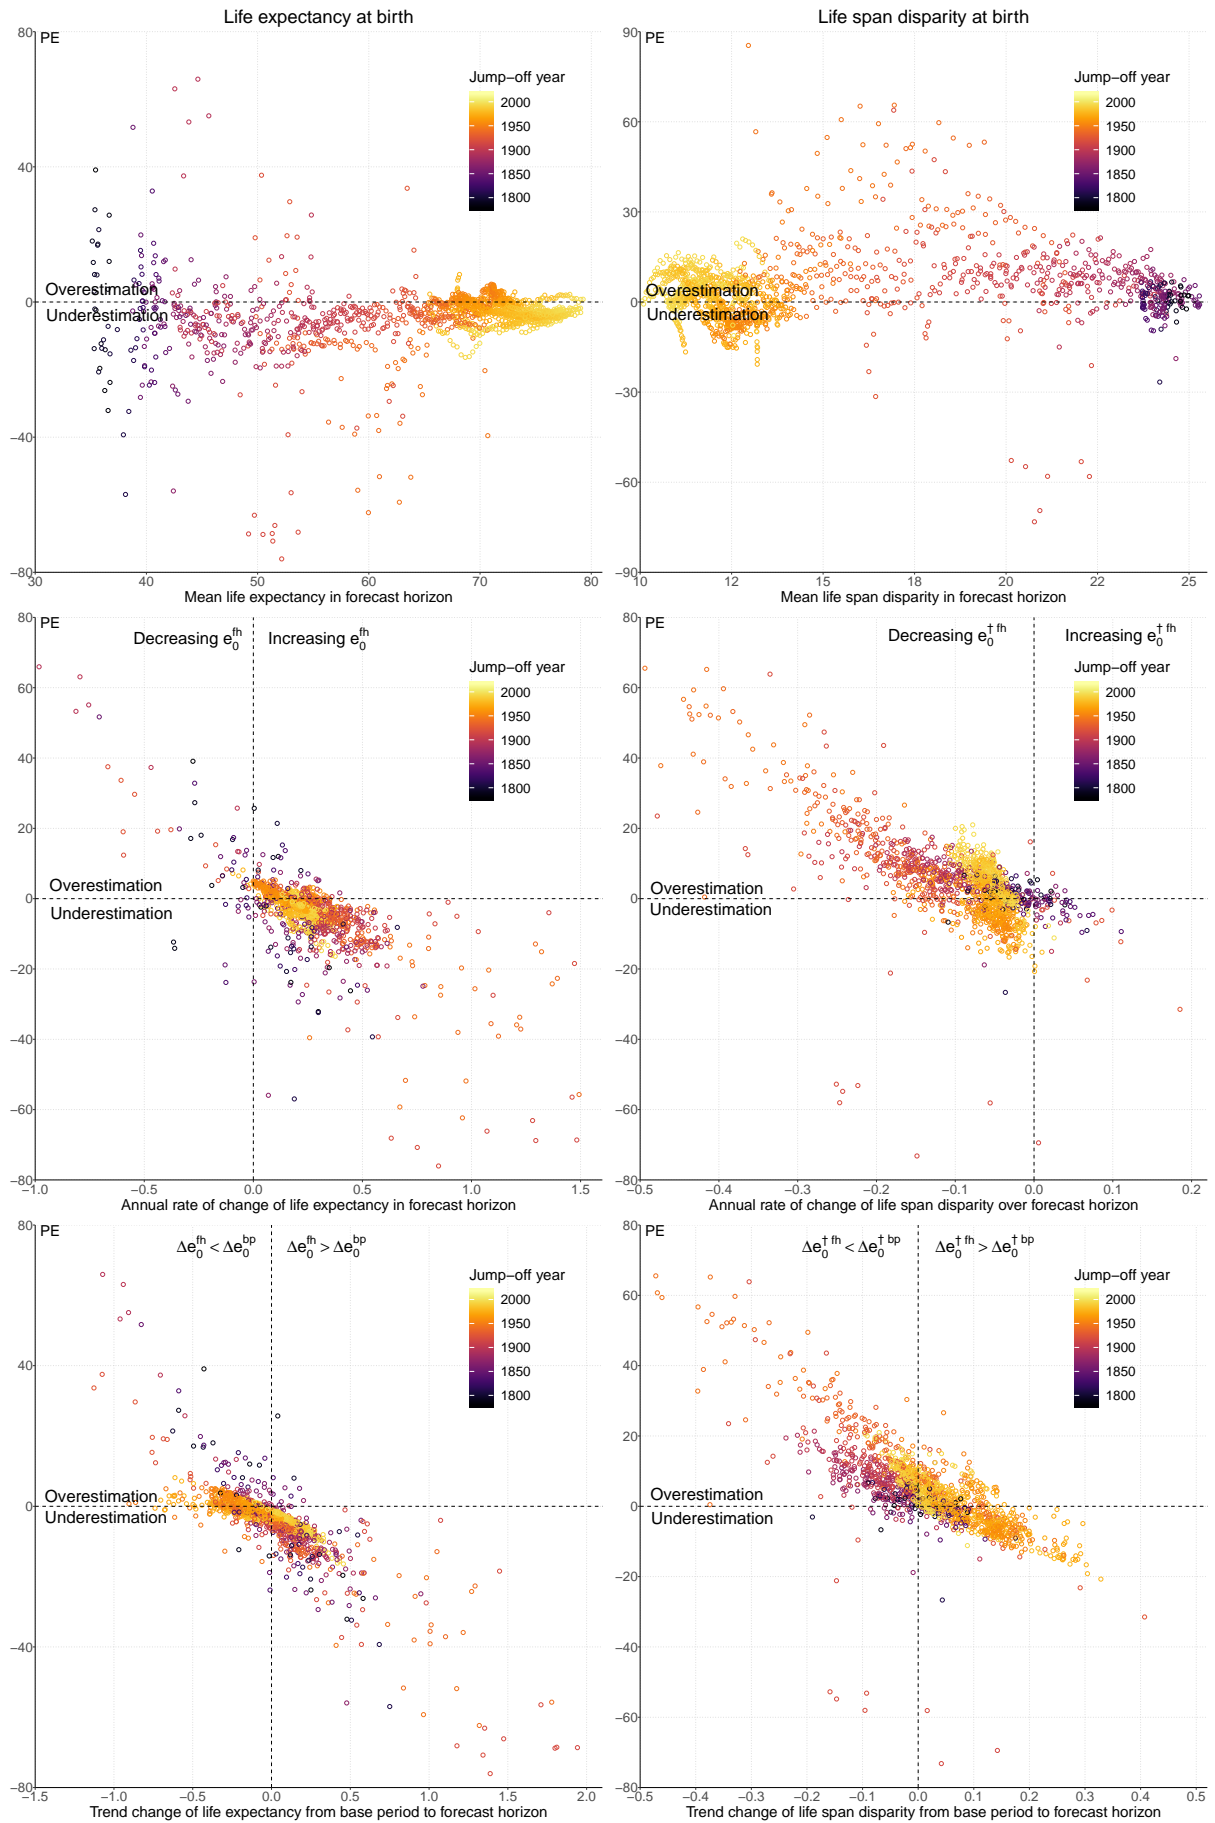 Life expectancy at birth
80
PE
40
0
−40
−80
Overestimation
Underestimation
Jump−off year
2000
1950
1900
1850
1800
30 40 50 60 70 80
Mean life expectancy in forecast horizon
Life span disparity at birth
90
PE
60
30
0
−30
−60
−90
Overestimation
Underestimation
Jump−off year
2000
1950
1900
1850
1800
10 12 15 18 20 22 25
Mean life span disparity in forecast horizon
80
PE
60
40
20
0
−20
−40
−60
−80
Decreasing e₀ᶠʰ
Increasing e₀ᶠʰ
Jump−off year
2000
1950
1900
1850
1800
Overestimation
Underestimation
−1.0 −0.5 0.0 0.5 1.0 1.5
Annual rate of change of life expectancy in forecast horizon
80
PE
60
40
20
0
−20
−40
−60
−80
Decreasing e₀† ᶠʰ
Increasing e₀† ᶠʰ
Jump−off year
2000
1950
1900
1850
1800
Overestimation
Underestimation
−0.5 −0.4 −0.3 −0.2 −0.1 0.0 0.1 0.2
Annual rate of change of life span disparity over forecast horizon
80
PE
40
0
−40
−80
Δe₀ᶠʰ < Δe₀ᵇᵖ
Δe₀ᶠʰ > Δe₀ᵇᵖ
Jump−off year
2000
1950
1900
1850
1800
Overestimation
Underestimation
−1.5 −1.0 −0.5 0.0 0.5 1.0 1.5 2.0
Trend change of life expectancy from base period to forecast horizon
80
PE
60
40
20
0
−20
−40
−60
−80
Δe₀† ᶠʰ < Δe₀† ᵇᵖ
Δe₀† ᶠʰ > Δe₀† ᵇᵖ
Jump−off year
2000
1950
1900
1850
1800
Overestimation
Underestimation
−0.5 −0.4 −0.3 −0.2 −0.1 0.0 0.1 0.2 0.3 0.4 0.5
Trend change of life span disparity from base period to forecast horizon